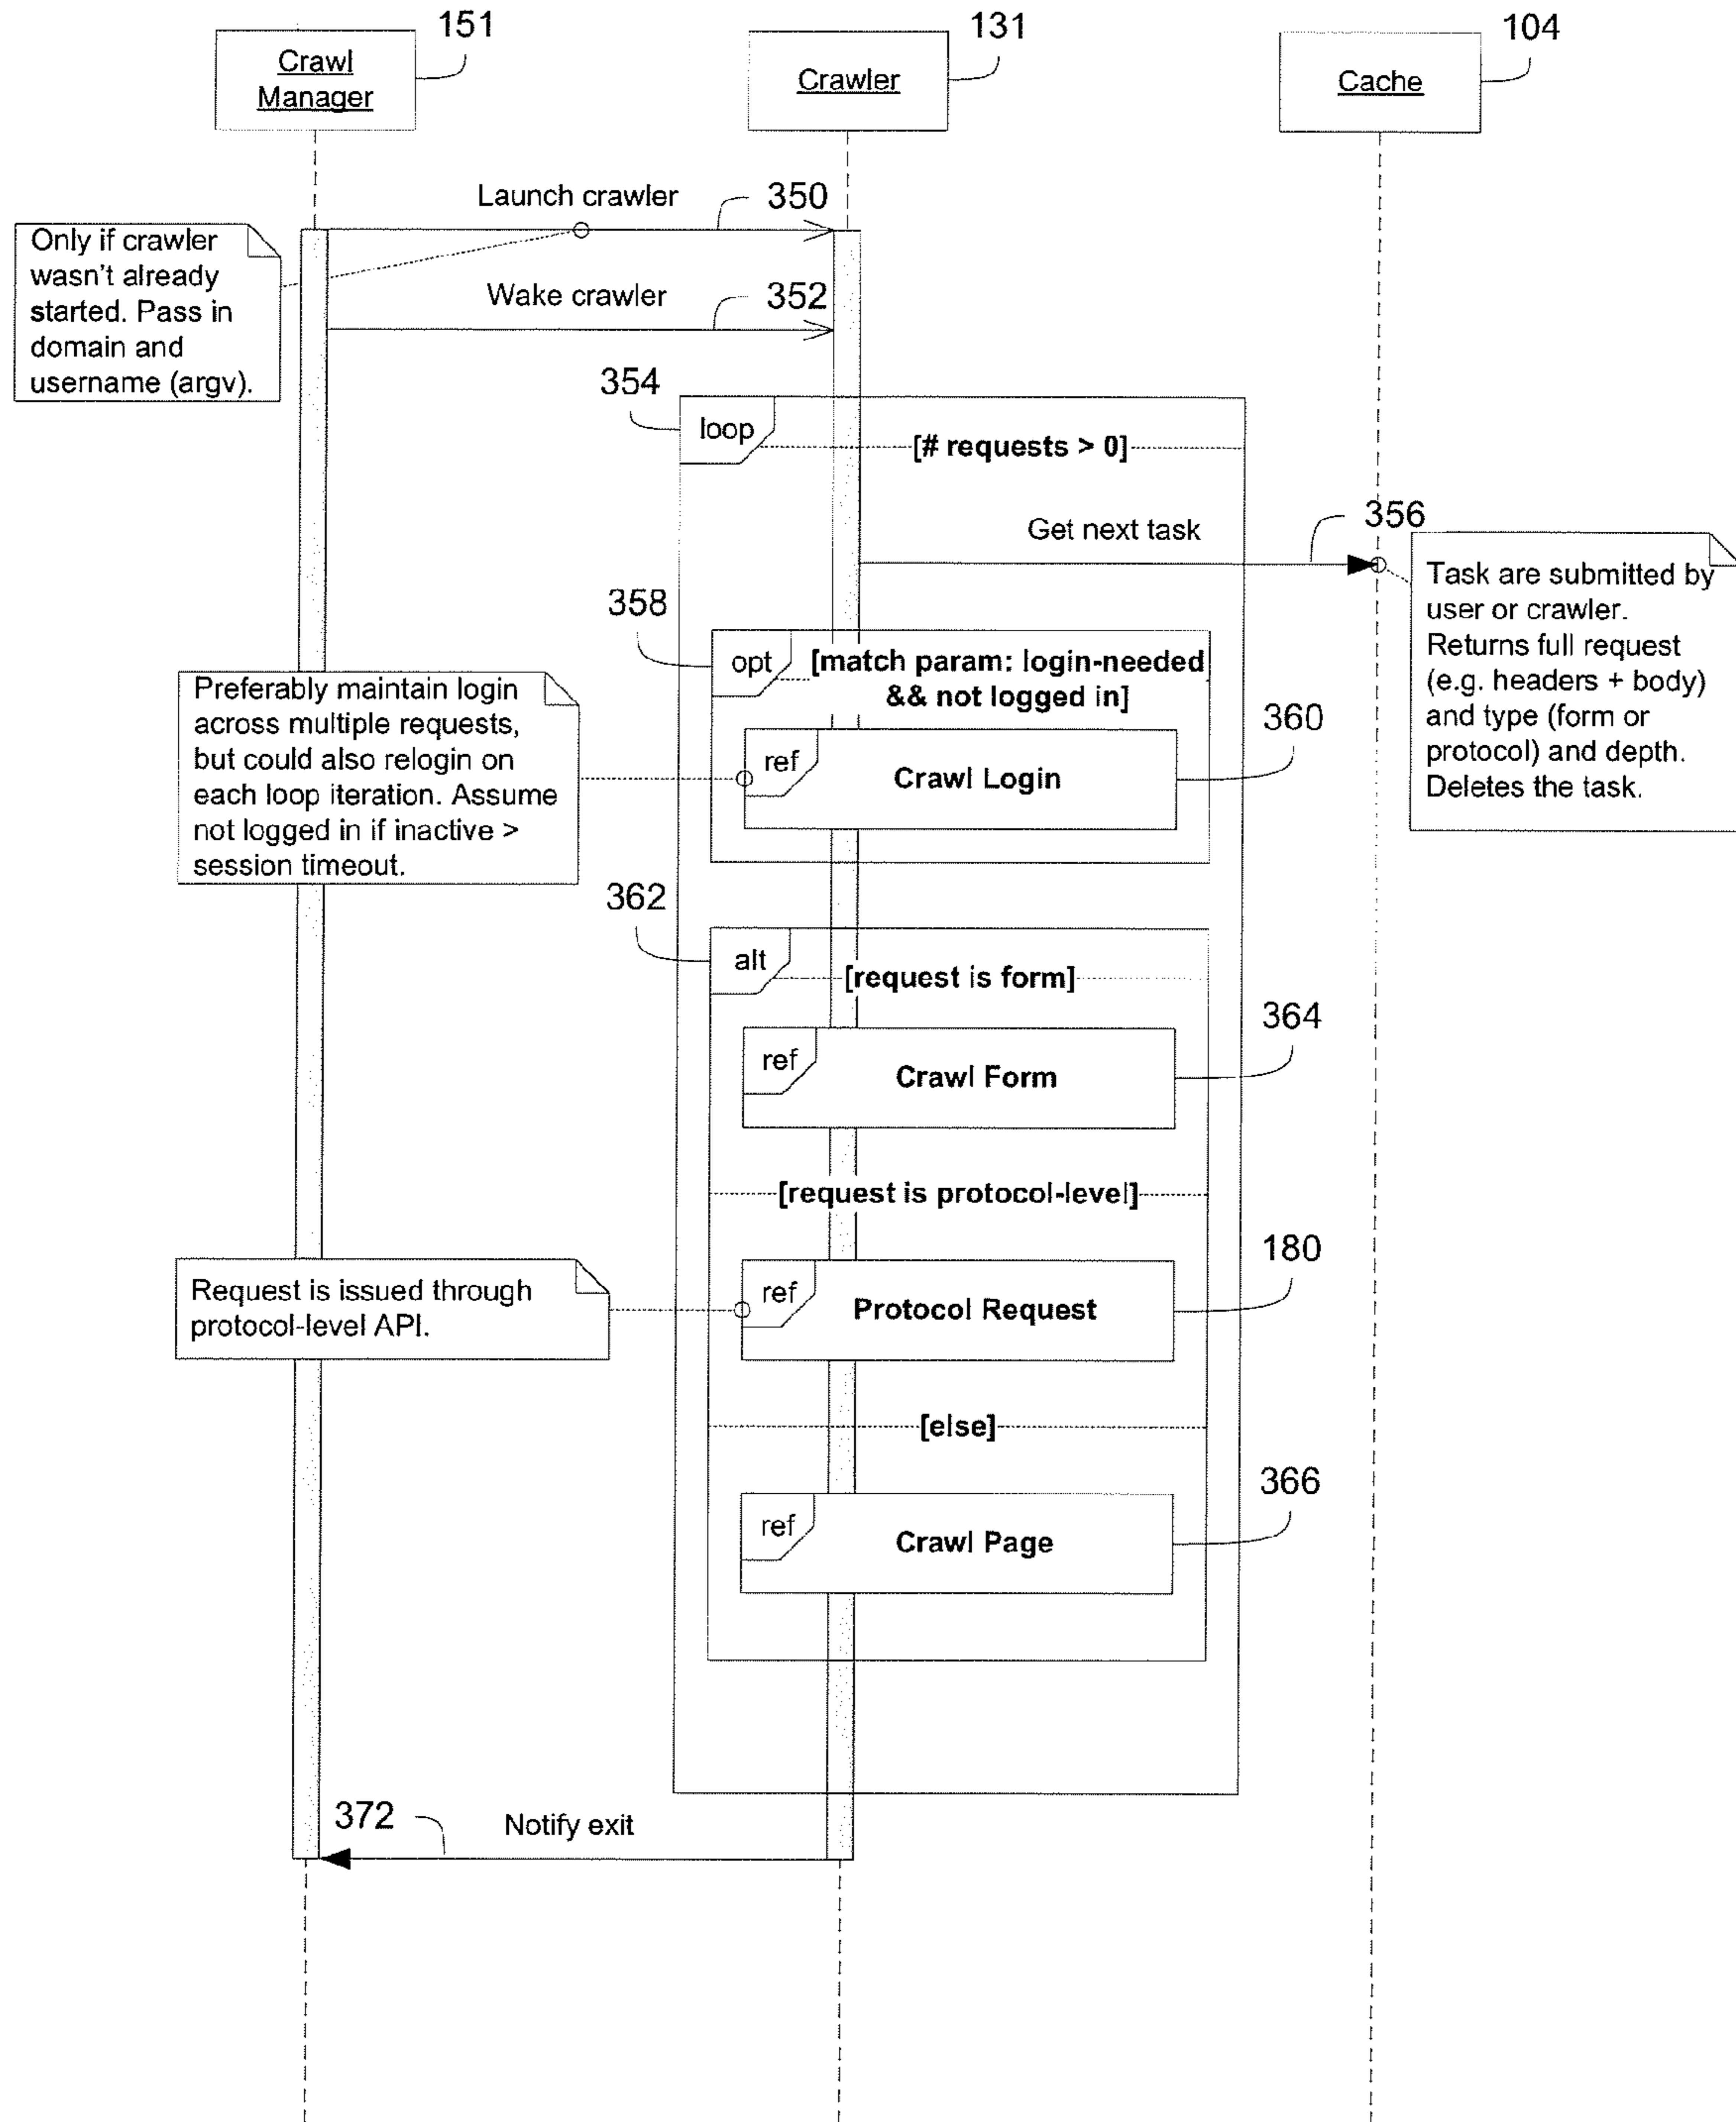 151
131
104
Crawl
Manager
Crawler
Cache
Launch crawler
350
Only if crawler
wasn't already
started. Pass in
domain and
username (argv).
Wake crawler
352
354
loop
[# requests > 0]
Get next task
356
Task are submitted by
user or crawler.
Returns full request
(e.g. headers + body)
and type (form or
protocol) and depth.
Deletes the task.
358
opt
[match param: login-needed
&& not logged in]
Preferably maintain login
across multiple requests,
but could also relogin on
each loop iteration. Assume
not logged in if inactive >
session timeout.
360
ref
Crawl Login
362
alt
[request is form]
364
ref
Crawl Form
[request is protocol-level]
180
Request is issued through
protocol-level API.
ref
Protocol Request
[else]
366
ref
Crawl Page
372
Notify exit